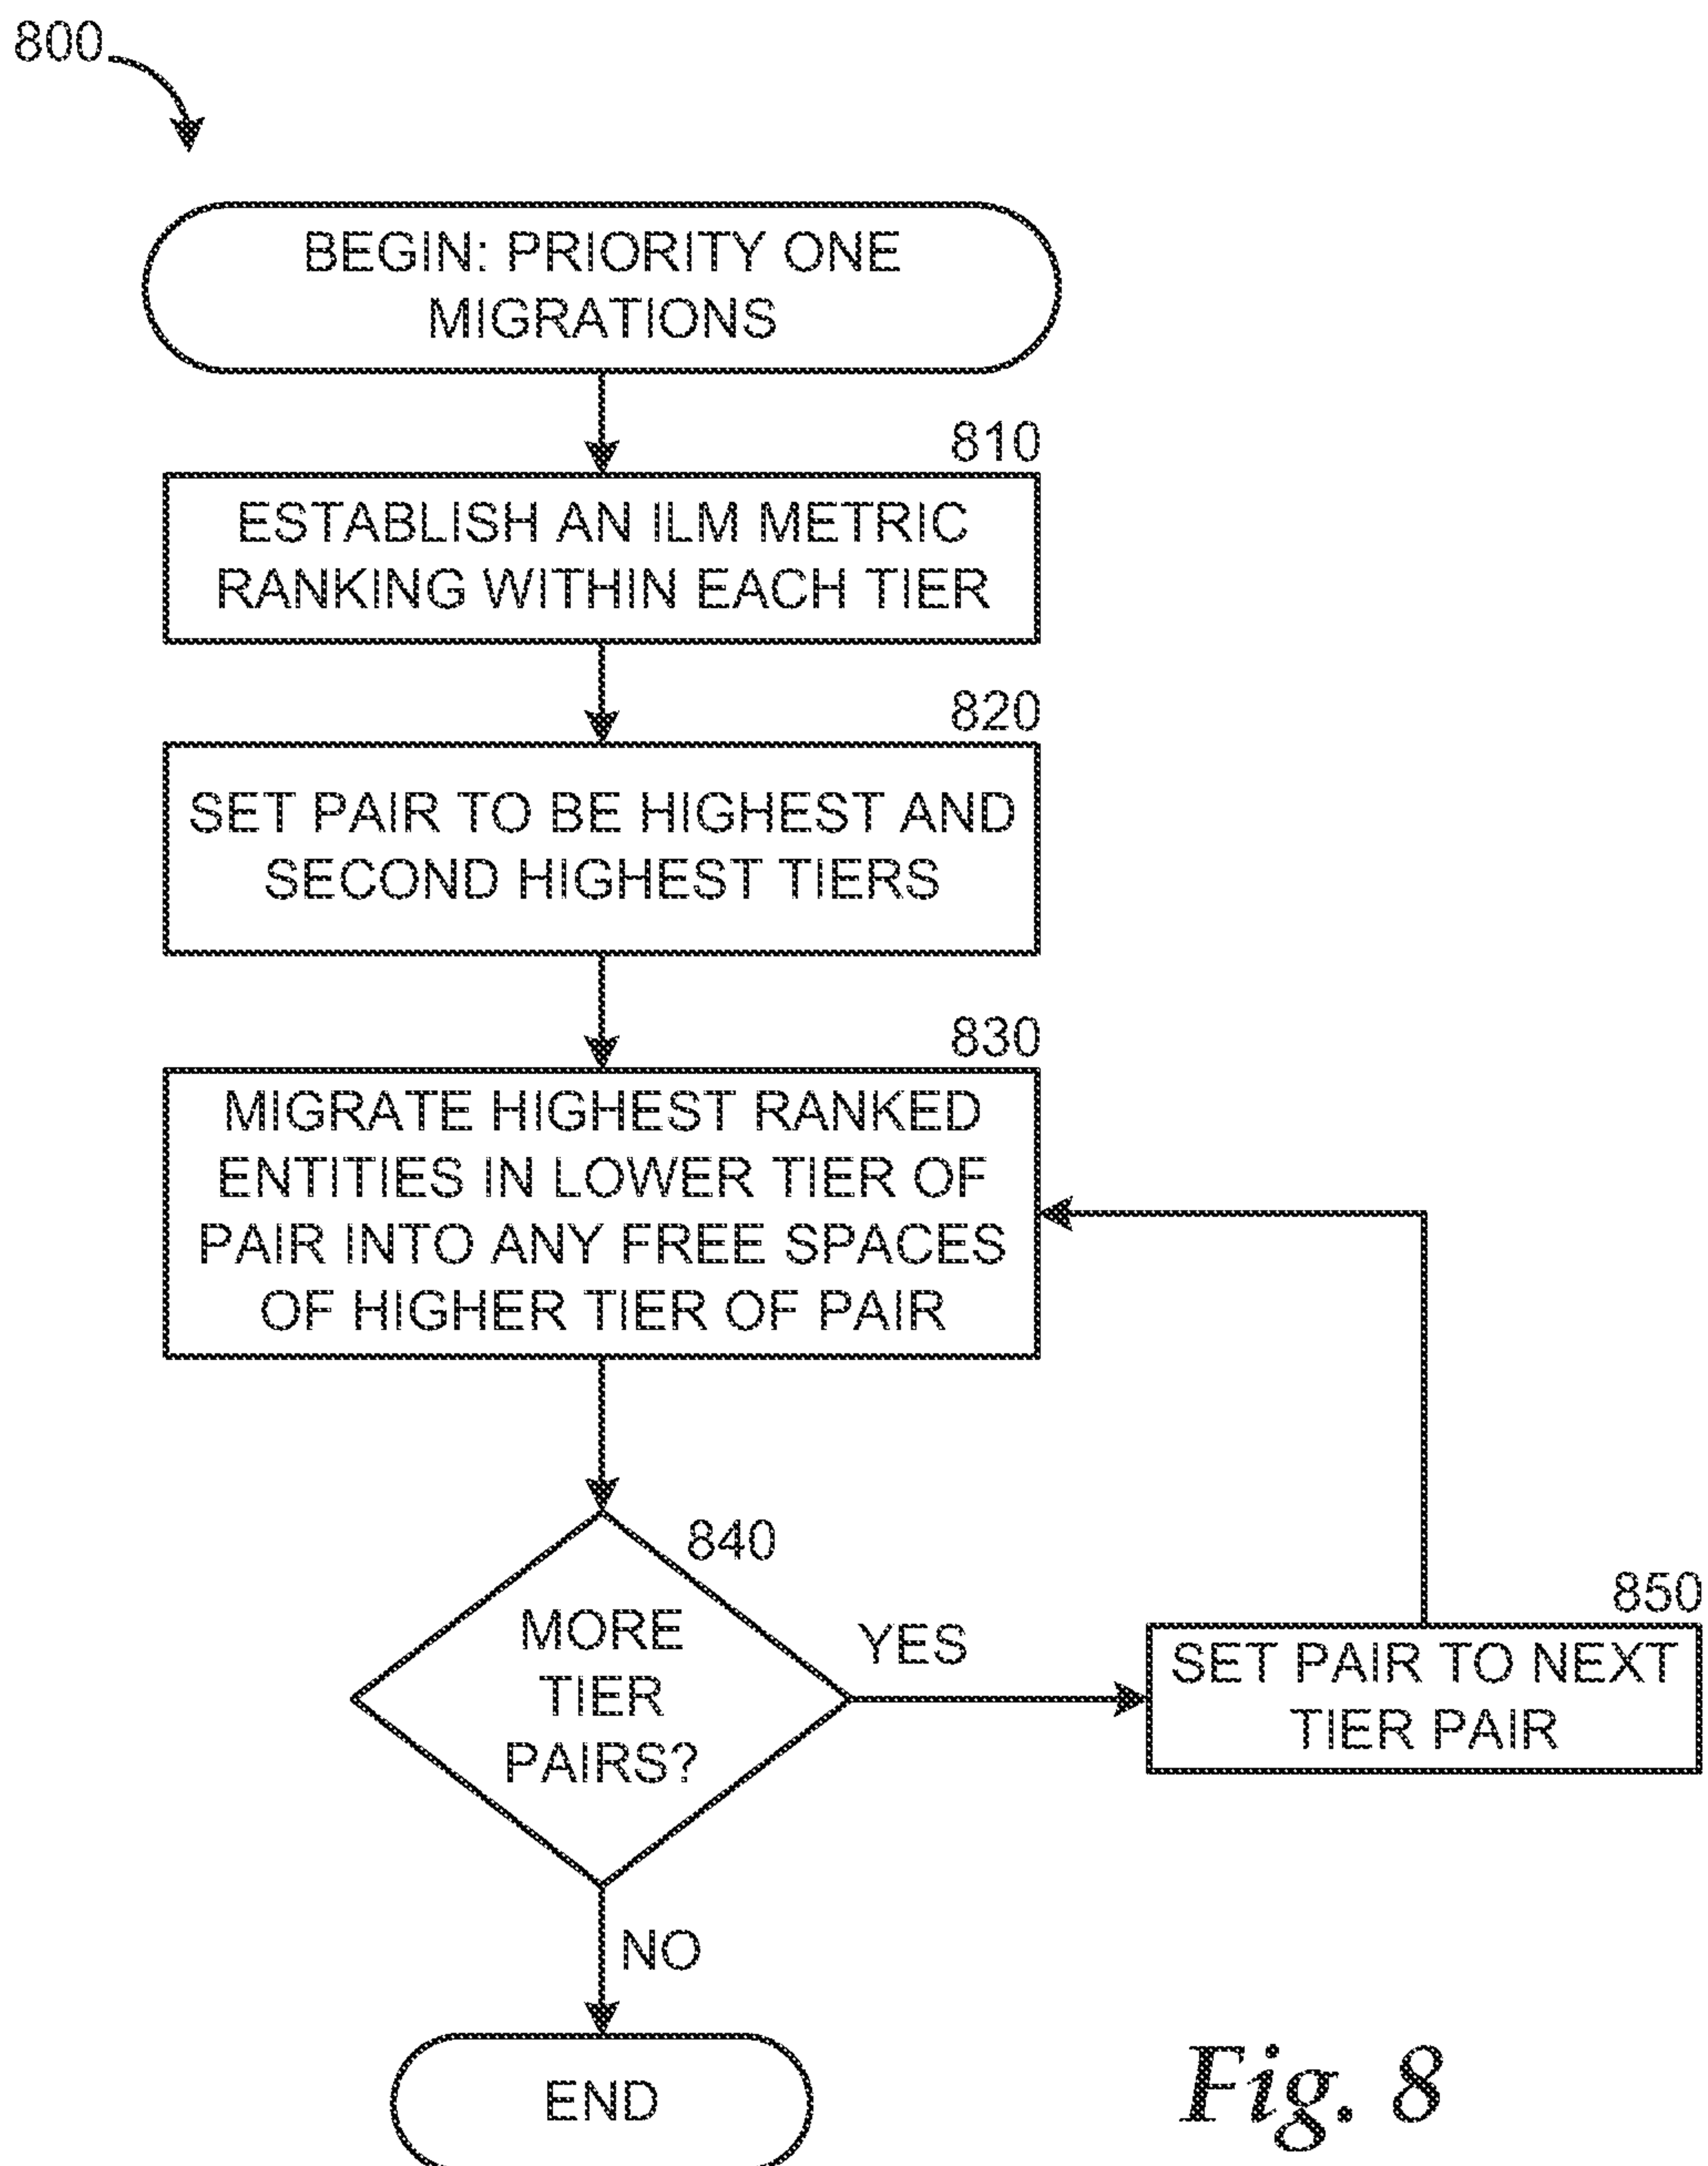 800
BEGIN: PRIORITY ONE
MIGRATIONS
810
ESTABLISH AN ILM METRIC
RANKING WITHIN EACH TIER
820
SET PAIR TO BE HIGHEST AND
SECOND HIGHEST TIERS
830
MIGRATE HIGHEST RANKED
ENTITIES IN LOWER TIER OF
PAIR INTO ANY FREE SPACES
OF HIGHER TIER OF PAIR
840
MORE
TIER
PAIRS?
YES
850
SET PAIR TO NEXT
TIER PAIR
NO
END
Fig. 8